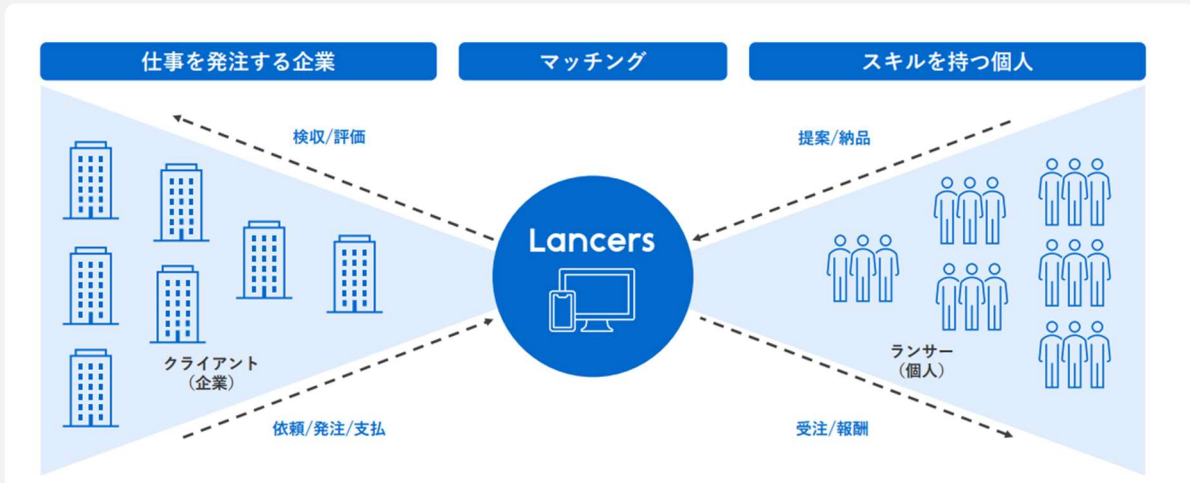 仕事を発注する企業
マッチング
スキルを持つ個人
検収/評価
提案/納品
Lancers
クライアント
（企業）
ランサー
（個人）
依頼/発注/支払
受注/報酬